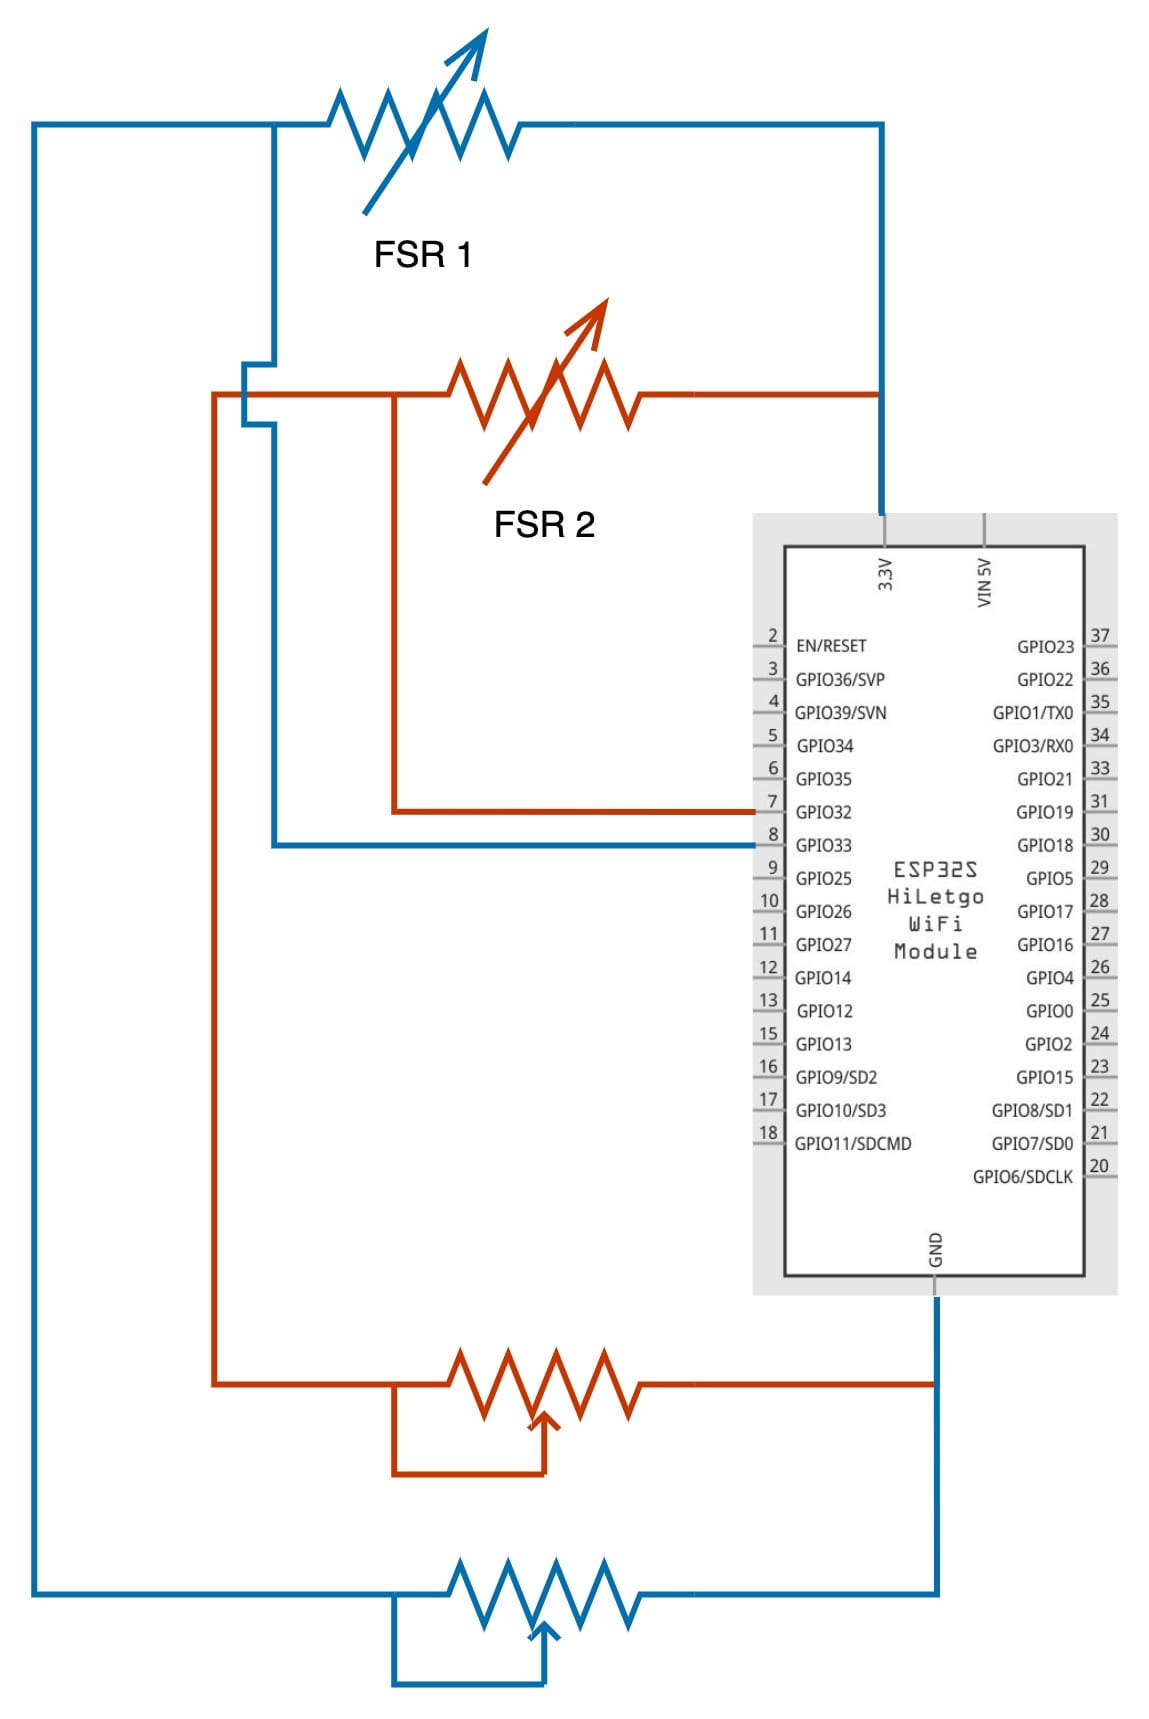 FSR 1
FSR 2
3.3V
VIN 5V
2 EN/RESET
3 GPIO36/SVP
4 GPIO39/SVN
5 GPIO34
6 GPIO35
7 GPIO32
8 GPIO33
9 GPIO25
10 GPIO26
11 GPIO27
12 GPIO14
13 GPIO12
15 GPIO13
16 GPIO9/SD2
17 GPIO10/SD3
18 GPIO11/SDCMD
ESP32S
HiLetgo
WiFi
Module
GPIO23 37
GPIO22 36
GPIO1/TX0 35
GPIO3/RX0 34
GPIO21 33
GPIO19 31
GPIO18 30
GPIO5 29
GPIO17 28
GPIO16 27
GPIO4 26
GPIO0 25
GPIO2 24
GPIO15 23
GPIO8/SD1 22
GPIO7/SD0 21
GPIO6/SDCLK 20
GND